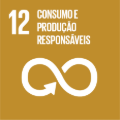 12 CONSUMO E
PRODUÇÃO
RESPONSÁVEIS